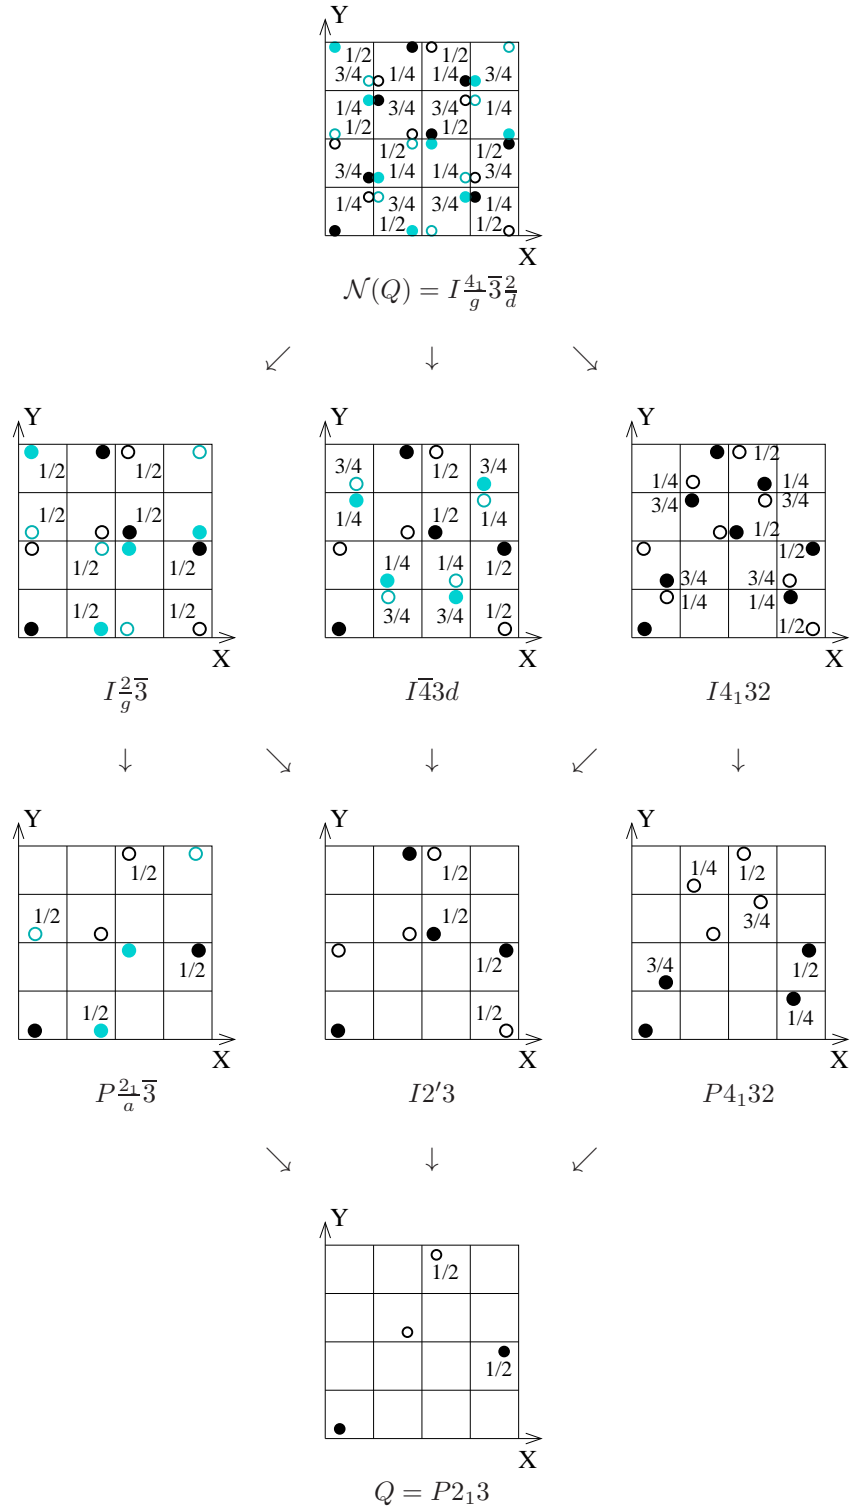 Y
1/2 1/2
3/4 1/4 1/4 3/4
1/4 3/4 3/4 1/4
1/2 1/2
1/2 1/2
3/4 1/4 1/4 3/4
1/4 3/4 3/4 1/4
1/2 1/2
X
𝒩(Q) = I 4₁/g 3̅ 2/d
↙ ↓ ↘
Y Y Y
1/2 1/2 3/4 1/2 3/4 1/2
1/4 1/4
1/2 1/2 1/4 1/2 1/4 3/4 3/4
1/2
1/2 1/2 1/4 1/4 1/2 1/2
3/4 3/4
1/2 1/2 3/4 3/4 1/2 1/4 1/4
1/2
X X X
I 2/g 3̅ I4̅3d I4₁32
↓ ↘ ↓ ↙ ↓
Y Y Y
1/2 1/2 1/4 1/2
1/2 1/2 3/4
1/2 1/2 3/4 1/2
1/2 1/2 1/4
X X X
P 2₁/a 3̅ I2′3 P4₁32
↘ ↓ ↙
Y
1/2
1/2
X
Q = P2₁3